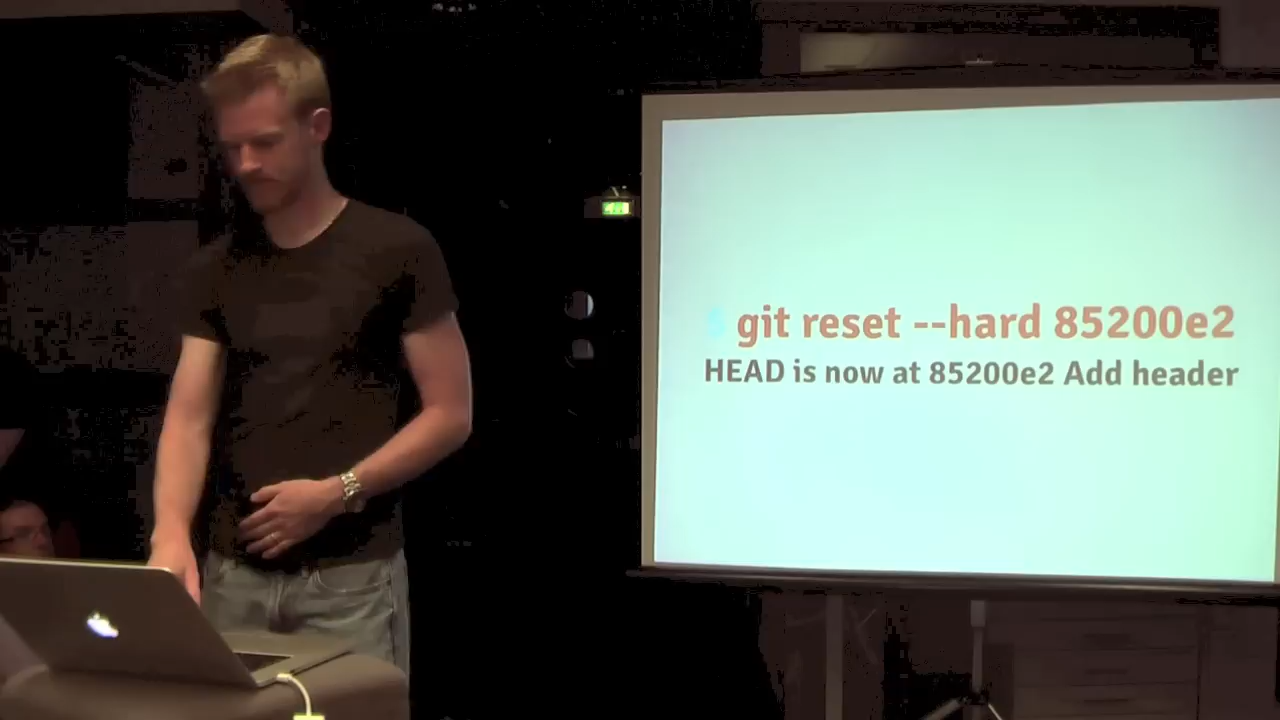 $ git reset --hard 85200e2
HEAD is now at 85200e2 Add header